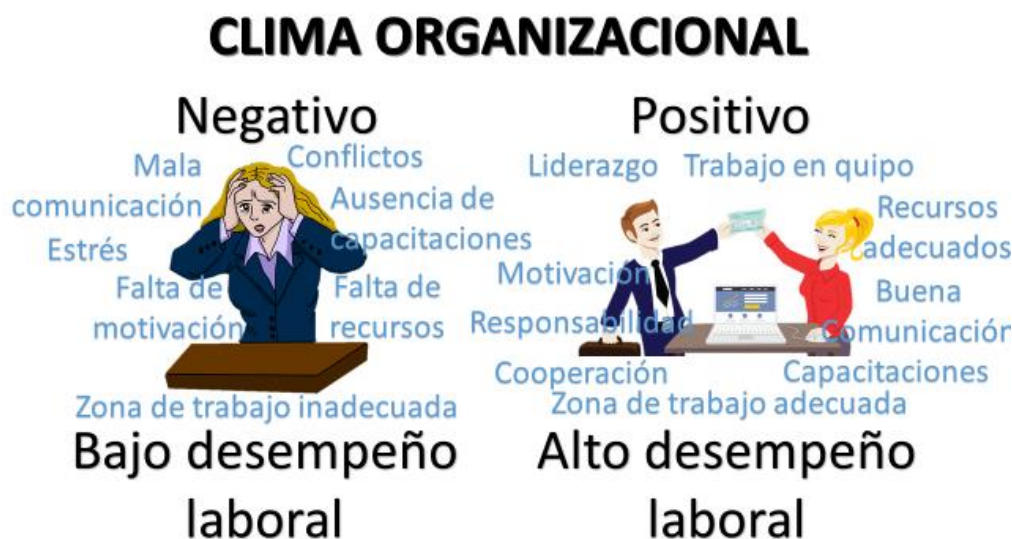 CLIMA ORGANIZACIONAL
Negativo
Mala
comunicación
Conflictos
Ausencia de
capacitaciones
Estrés
Falta de
motivación
Falta de
recursos
Zona de trabajo inadecuada
Bajo desempeño
laboral
Positivo
Liderazgo
Trabajo en quipo
Recursos
adecuados
Motivación
Buena
Comunicación
Responsabilidad
Cooperación
Capacitaciones
Zona de trabajo adecuada
Alto desempeño
laboral